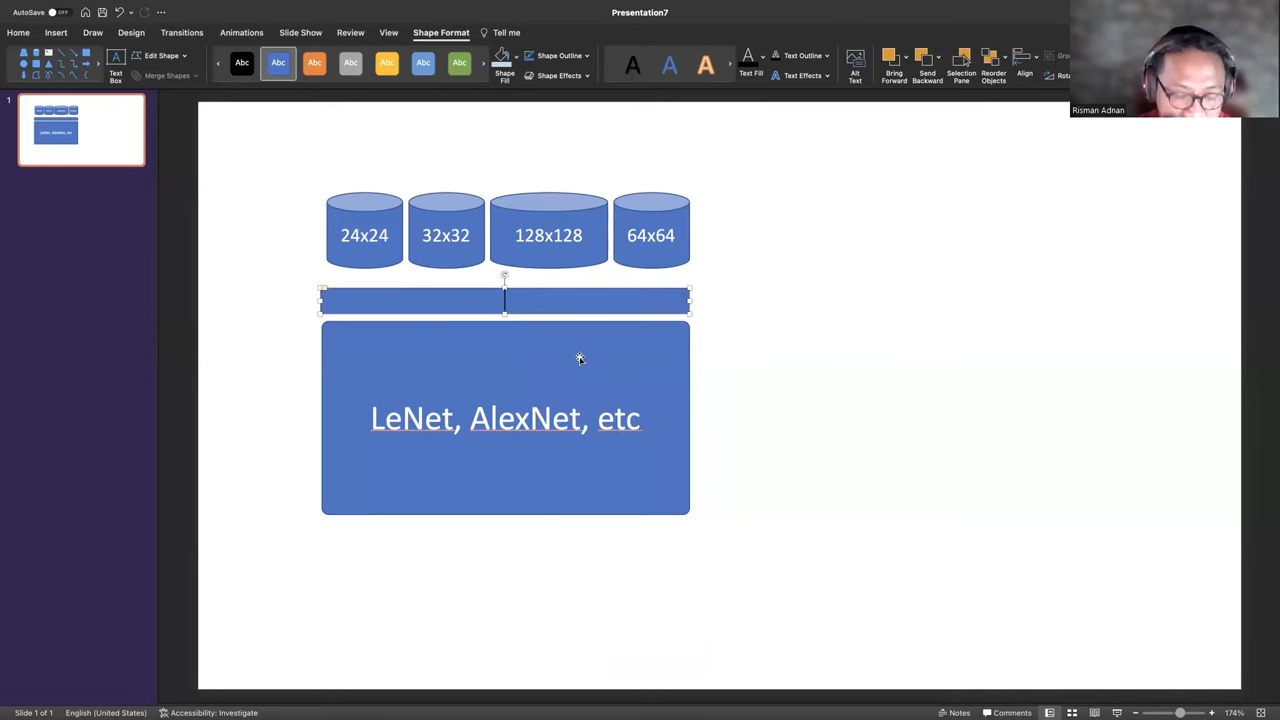 AutoSave OFF
Presentation7
Home Insert Draw Design Transitions Animations Slide Show Review View Shape Format Tell me
Text Box
Edit Shape
Merge Shapes
Abc Abc Abc Abc Abc Abc Abc
Shape Fill
Shape Outline
Shape Effects
A A A
Text Fill
Text Outline
Text Effects
Alt Text
Bring Forward
Send Backward
Selection Pane
Reorder Objects
Align
Risman Adnan
1
24x24 32x32 128x128 64x64
LeNet, AlexNet, etc
Slide 1 of 1 English (United States) Accessibility: Investigate Notes Comments 174%